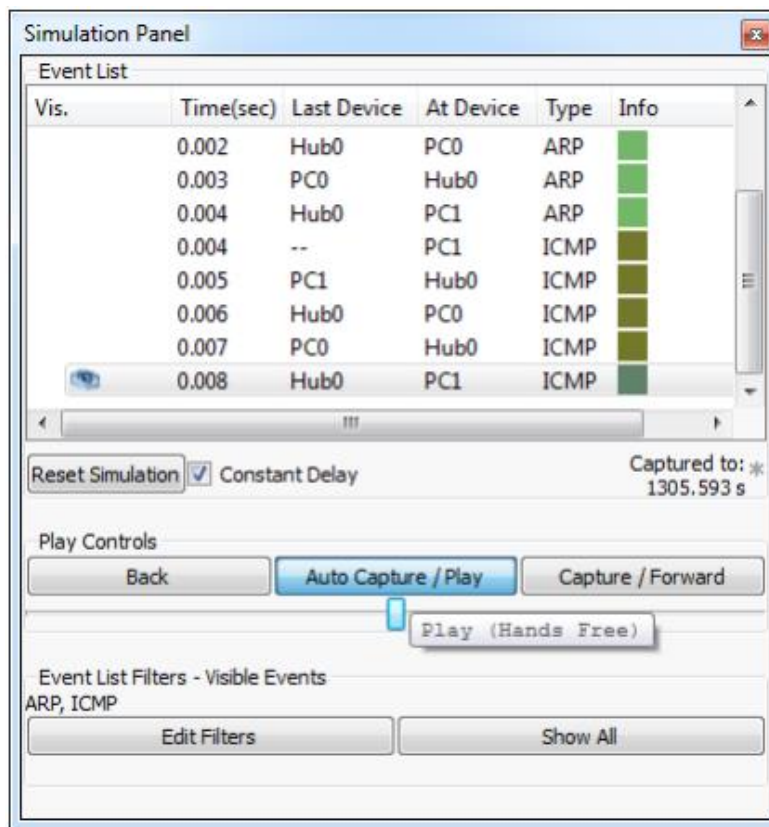 Simulation Panel
Event List
Vis. Time(sec) Last Device At Device Type Info
0.002 Hub0 PC0 ARP
0.003 PC0 Hub0 ARP
0.004 Hub0 PC1 ARP
0.004 -- PC1 ICMP
0.005 PC1 Hub0 ICMP
0.006 Hub0 PC0 ICMP
0.007 PC0 Hub0 ICMP
0.008 Hub0 PC1 ICMP
Reset Simulation Constant Delay Captured to: *
1305.593 s
Play Controls
Back Auto Capture / Play Capture / Forward
Play (Hands Free)
Event List Filters - Visible Events
ARP, ICMP
Edit Filters Show All